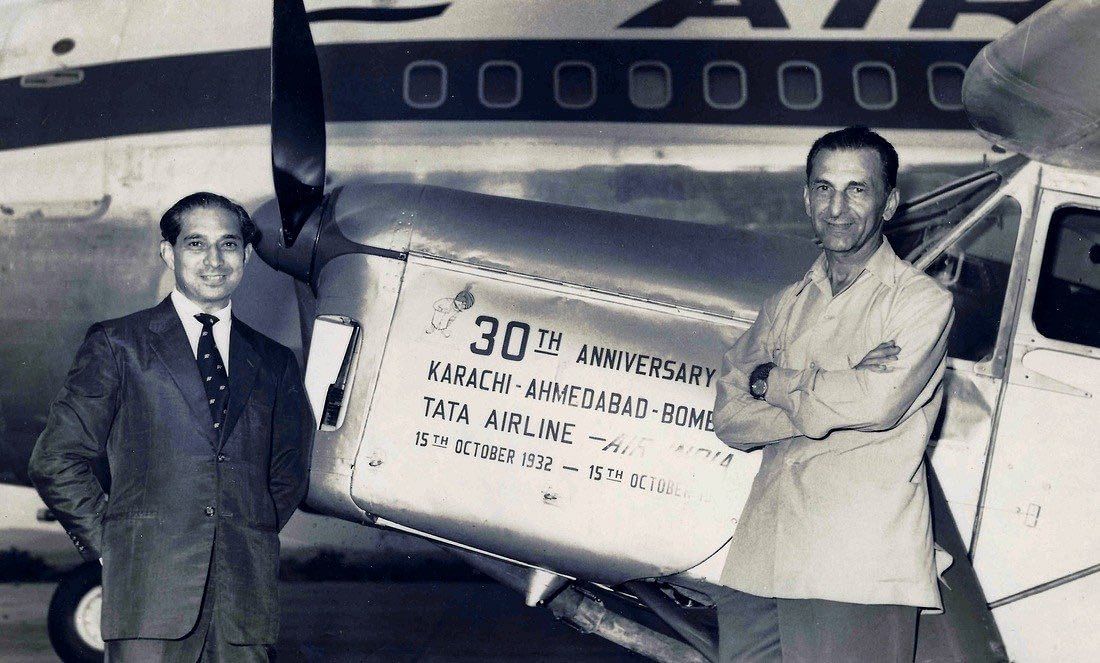 AIR
30TH ANNIVERSARY
KARACHI - AHMEDABAD - BOMB
TATA AIRLINE — AIR INDIA
15TH OCTOBER 1932 — 15TH OCTOBER